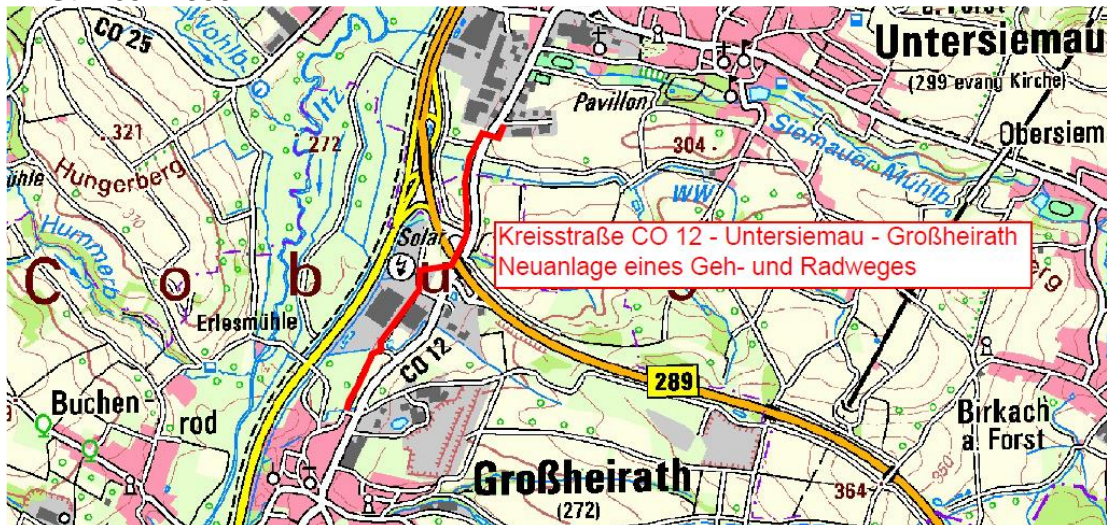 CO 25
Wohlb.
Untersiemau
(299 evang Kirche)
Itz
Pavillon
321
272
304
Obersiem
Hungerberg
Siemauer Mühlb.
WW
Hummerb
Solar
Kreisstraße CO 12 - Untersiemau - Großheirath
Neuanlage eines Geh- und Radweges
C o b u
Erlesmühle
CO 12
289
Buchen
rod
Birkach
a. Forst
Großheirath
(272)
364
350